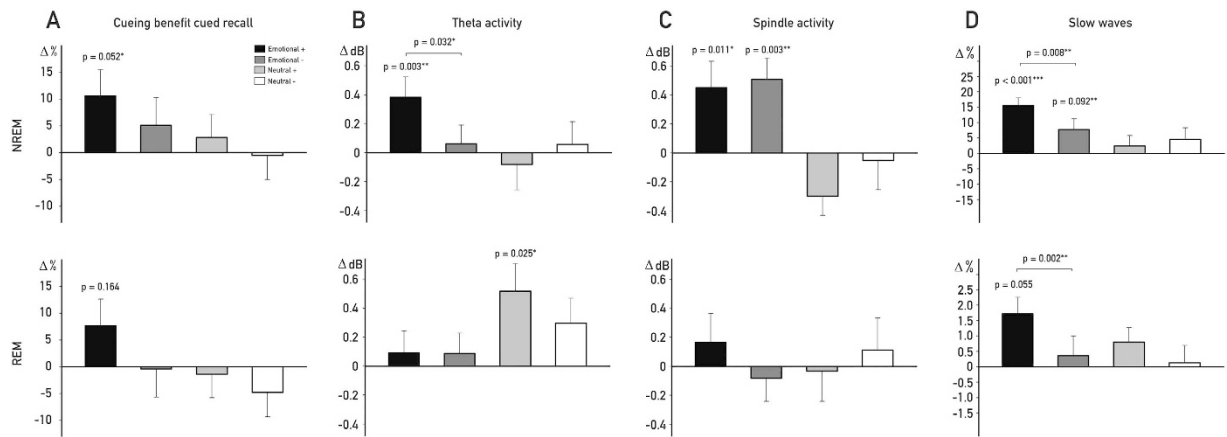 A Cueing benefit cued recall
B Theta activity
C Spindle activity
D Slow waves
NREM
Δ%
10
5
0
-5
-10
p = 0.052*
Emotional +
Emotional -
Neutral +
Neutral -
Δ dB
0.6
0.4
0.2
0
-0.2
-0.4
p = 0.032*
p = 0.003**
Δ dB
0.6
0.4
0.2
0
-0.2
-0.4
p = 0.011*
p = 0.003**
Δ %
25
20
15
10
5
0
-5
-10
-15
p = 0.008**
p < 0.001***
p = 0.092**
REM
Δ%
15
10
5
0
-5
-10
p = 0.164
Δ dB
0.6
0.4
0.2
0
-0.2
-0.4
p = 0.025*
Δ dB
0.6
0.4
0.2
0
-0.2
-0.4
Δ %
2.5
2.0
1.5
1.0
0.5
0
-0.5
-1.0
-1.5
p = 0.002**
p = 0.055